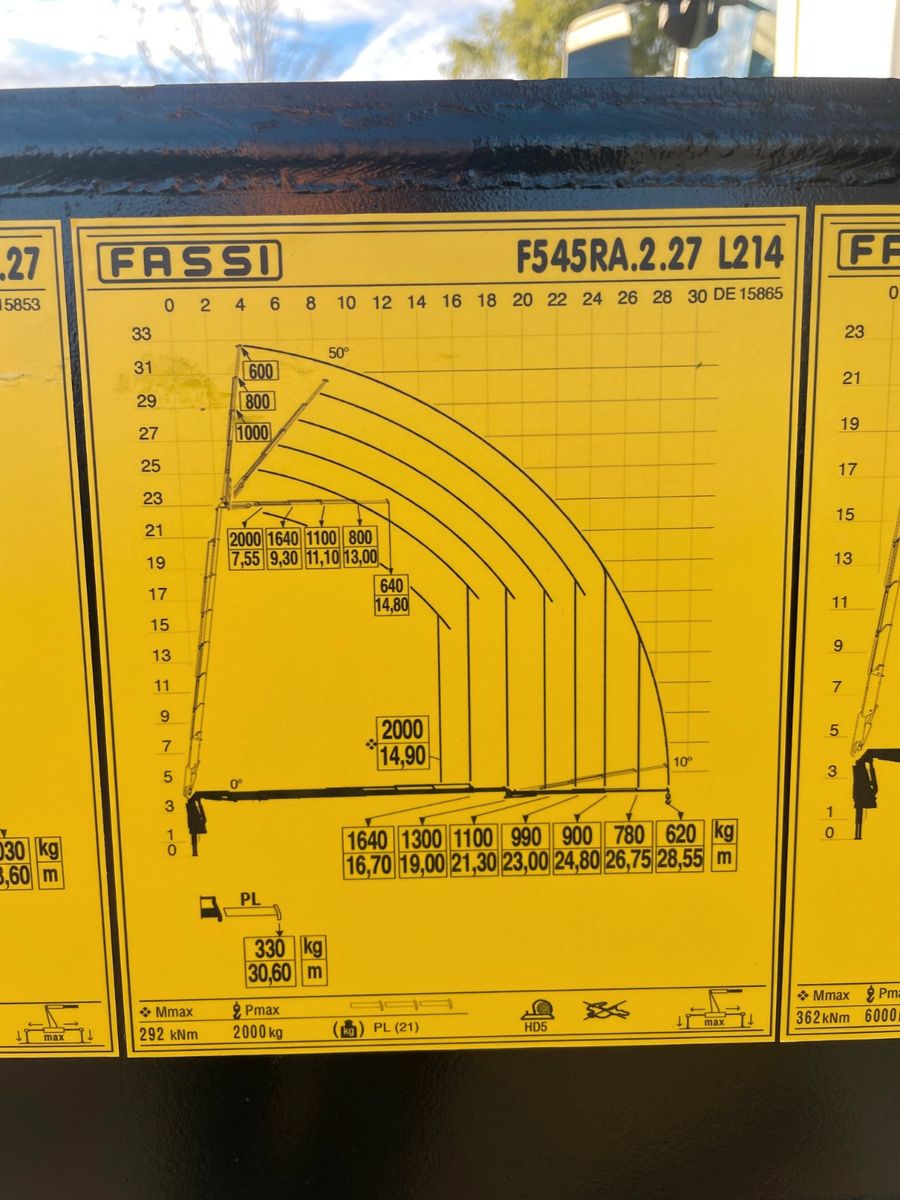 .27
15853
FASSI
F545RA.2.27 L214
0 2 4 6 8 10 12 14 16 18 20 22 24 26 28 30 DE 15865
33
31
29
27
25
23
21
19
17
15
13
11
9
7
5
3
1
0
50°
600
800
1000
2000 1640 1100 800
7,55 9,30 11,10 13,00
640
14,80
2000
14,90
0°
10°
1640 1300 1100 990 900 780 620 kg
16,70 19,00 21,30 23,00 24,80 26,75 28,55 m
PL
330 kg
30,60 m
Mmax Pmax
292 kNm 2000kg kg PL (21) HD5 max
030 kg
,60 m
max
FA
0
23
21
19
17
15
13
11
9
7
5
3
1
0
Mmax
362kNm 6000